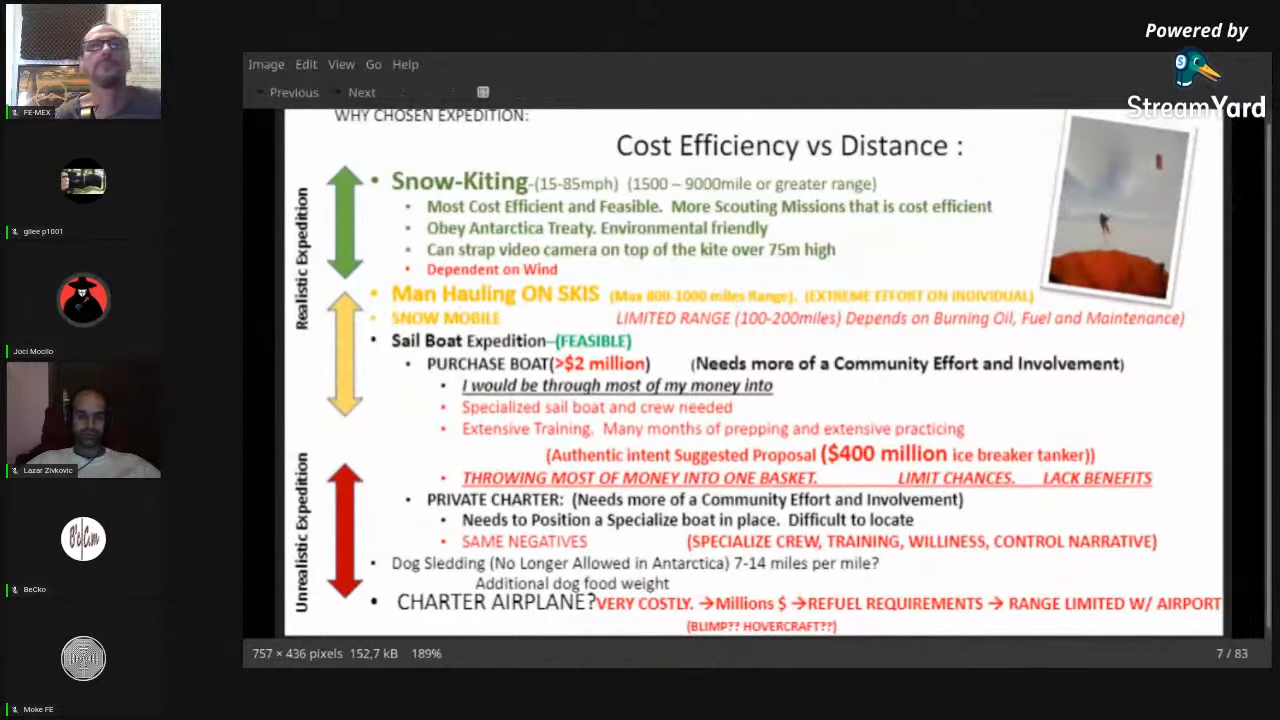 Powered by
StreamYard
Image Edit View Go Help
Previous Next
WHY CHOSEN EXPEDITION:
Cost Efficiency vs Distance :
Realistic Expedition
• Snow-Kiting-(15-85mph) (1500 – 9000mile or greater range)
• Most Cost Efficient and Feasible. More Scouting Missions that is cost efficient
• Obey Antarctica Treaty. Environmental friendly
• Can strap video camera on top of the kite over 75m high
• Dependent on Wind
• Man Hauling ON SKIS (Max 800-1000 miles Range). (EXTREME EFFORT ON INDIVIDUAL)
• SNOW MOBILE LIMITED RANGE (100-200miles) Depends on Burning Oil, Fuel and Maintenance)
• Sail Boat Expedition–(FEASIBLE)
• PURCHASE BOAT(>$2 million) (Needs more of a Community Effort and Involvement)
• I would be through most of my money into
• Specialized sail boat and crew needed
• Extensive Training. Many months of prepping and extensive practicing
(Authentic intent Suggested Proposal ($400 million ice breaker tanker))
• THROWING MOST OF MONEY INTO ONE BASKET. LIMIT CHANCES. LACK BENEFITS
Unrealistic Expedition
• PRIVATE CHARTER: (Needs more of a Community Effort and Involvement)
• Needs to Position a Specialize boat in place. Difficult to locate
• SAME NEGATIVES (SPECIALIZE CREW, TRAINING, WILLINESS, CONTROL NARRATIVE)
• Dog Sledding (No Longer Allowed in Antarctica) 7-14 miles per mile?
Additional dog food weight
• CHARTER AIRPLANE?VERY COSTLY. →Millions $ →REFUEL REQUIREMENTS → RANGE LIMITED W/ AIRPORT
(BLIMP?? HOVERCRAFT??)
757 × 436 pixels 152,7 kB 189% 7 / 83
FE-MEX
gilee p1001
Joci Mocilo
Lazar Zivkovic
BeCko
Moke FE